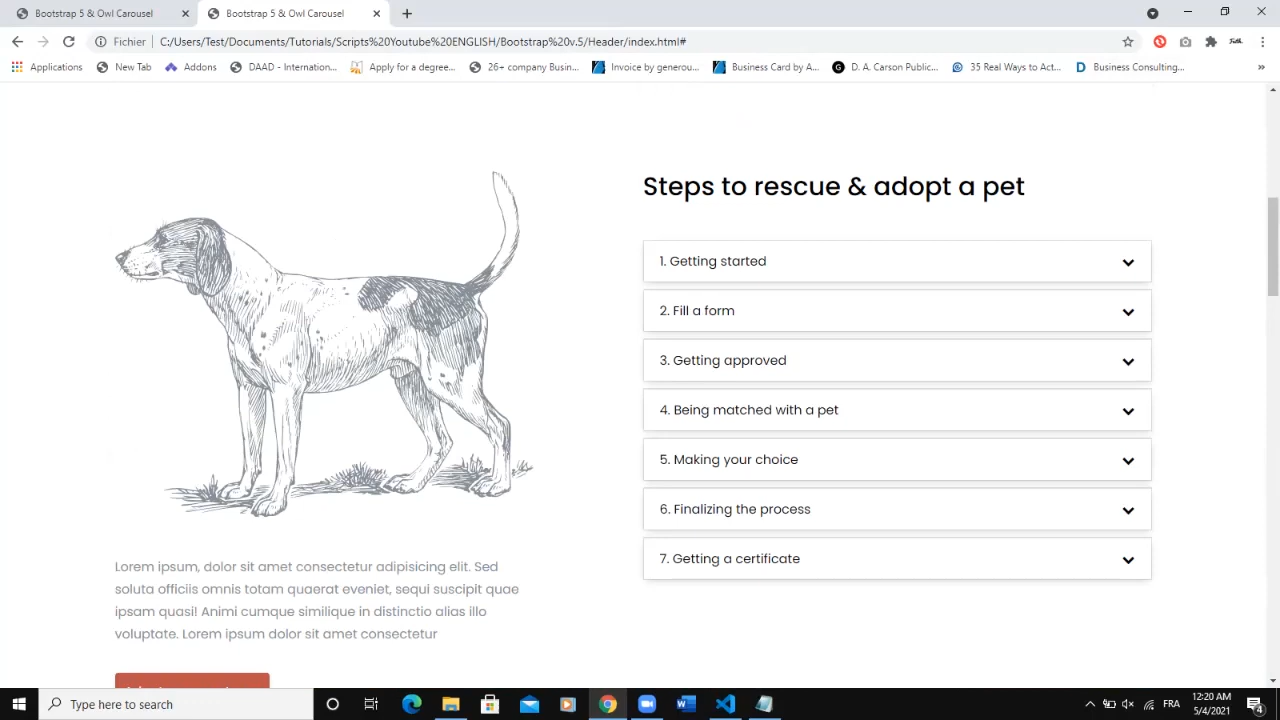 Bootstrap 5 & Owl Carousel
Bootstrap 5 & Owl Carousel
Fichier
C:/Users/Test/Documents/Tutorials/Scripts%20Youtube%20ENGLISH/Bootstrap%20v.5/Header/index.html#
Applications
New Tab
Addons
DAAD - Internation...
Apply for a degree...
26+ company Busin...
Invoice by generou...
Business Card by A...
D. A. Carson Public...
35 Real Ways to Act...
Business Consulting...
Steps to rescue & adopt a pet
1. Getting started
2. Fill a form
3. Getting approved
4. Being matched with a pet
5. Making your choice
6. Finalizing the process
7. Getting a certificate
Lorem ipsum, dolor sit amet consectetur adipisicing elit. Sed
soluta officiis omnis totam quaerat eveniet, sequi suscipit quae
ipsam quasi! Animi cumque similique in distinctio alias illo
voluptate. Lorem ipsum dolor sit amet consectetur
Type here to search
FRA
12:20 AM
5/4/2021
4